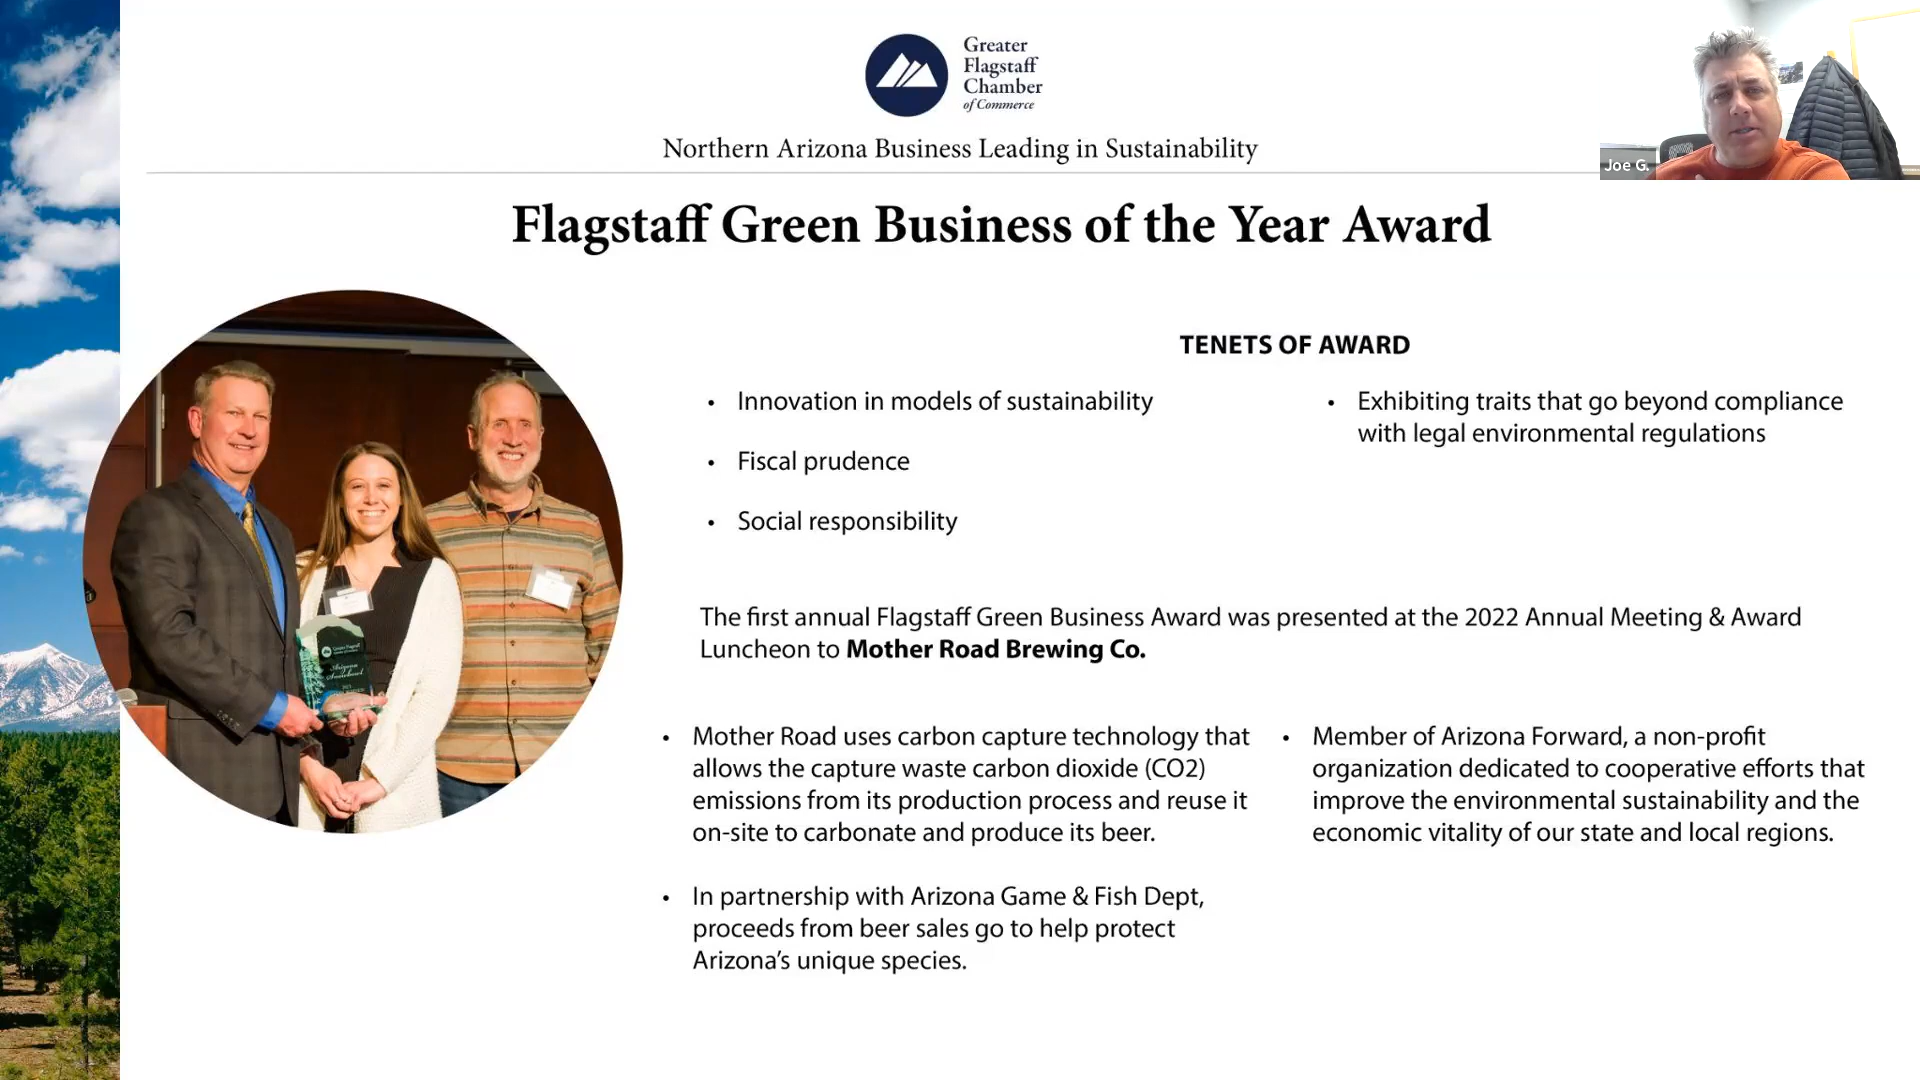 Greater
Flagstaff
Chamber
of Commerce
Northern Arizona Business Leading in Sustainability
Joe G.
Flagstaff Green Business of the Year Award
TENETS OF AWARD
• Innovation in models of sustainability
• Fiscal prudence
• Social responsibility
• Exhibiting traits that go beyond compliance
with legal environmental regulations
The first annual Flagstaff Green Business Award was presented at the 2022 Annual Meeting & Award
Luncheon to Mother Road Brewing Co.
• Mother Road uses carbon capture technology that
allows the capture waste carbon dioxide (CO2)
emissions from its production process and reuse it
on-site to carbonate and produce its beer.
• In partnership with Arizona Game & Fish Dept,
proceeds from beer sales go to help protect
Arizona’s unique species.
• Member of Arizona Forward, a non-profit
organization dedicated to cooperative efforts that
improve the environmental sustainability and the
economic vitality of our state and local regions.
Arizona
Snowbowl